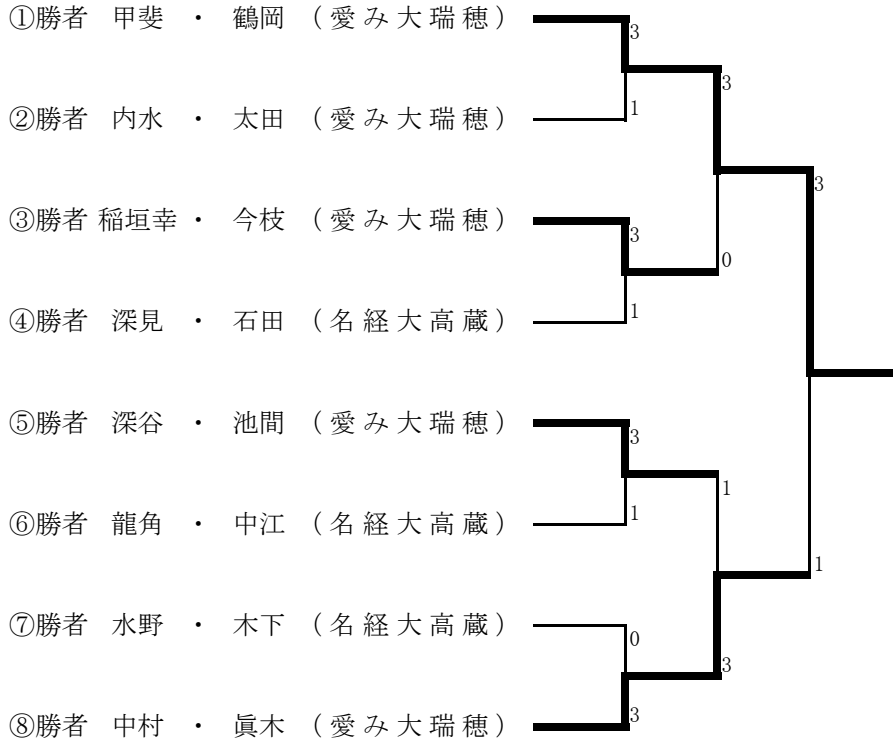 ①勝者 甲斐 ・ 鶴岡 (愛み大瑞穂)
3
3
1
②勝者 内水 ・ 太田 (愛み大瑞穂)
3
③勝者 稲垣幸・ 今枝 (愛み大瑞穂)
3
0
1
④勝者 深見 ・ 石田 (名経大高蔵)
⑤勝者 深谷 ・ 池間 (愛み大瑞穂)
3
1
1
⑥勝者 龍角 ・ 中江 (名経大高蔵)
1
⑦勝者 水野 ・ 木下 (名経大高蔵)
0
3
3
⑧勝者 中村 ・ 眞木 (愛み大瑞穂)